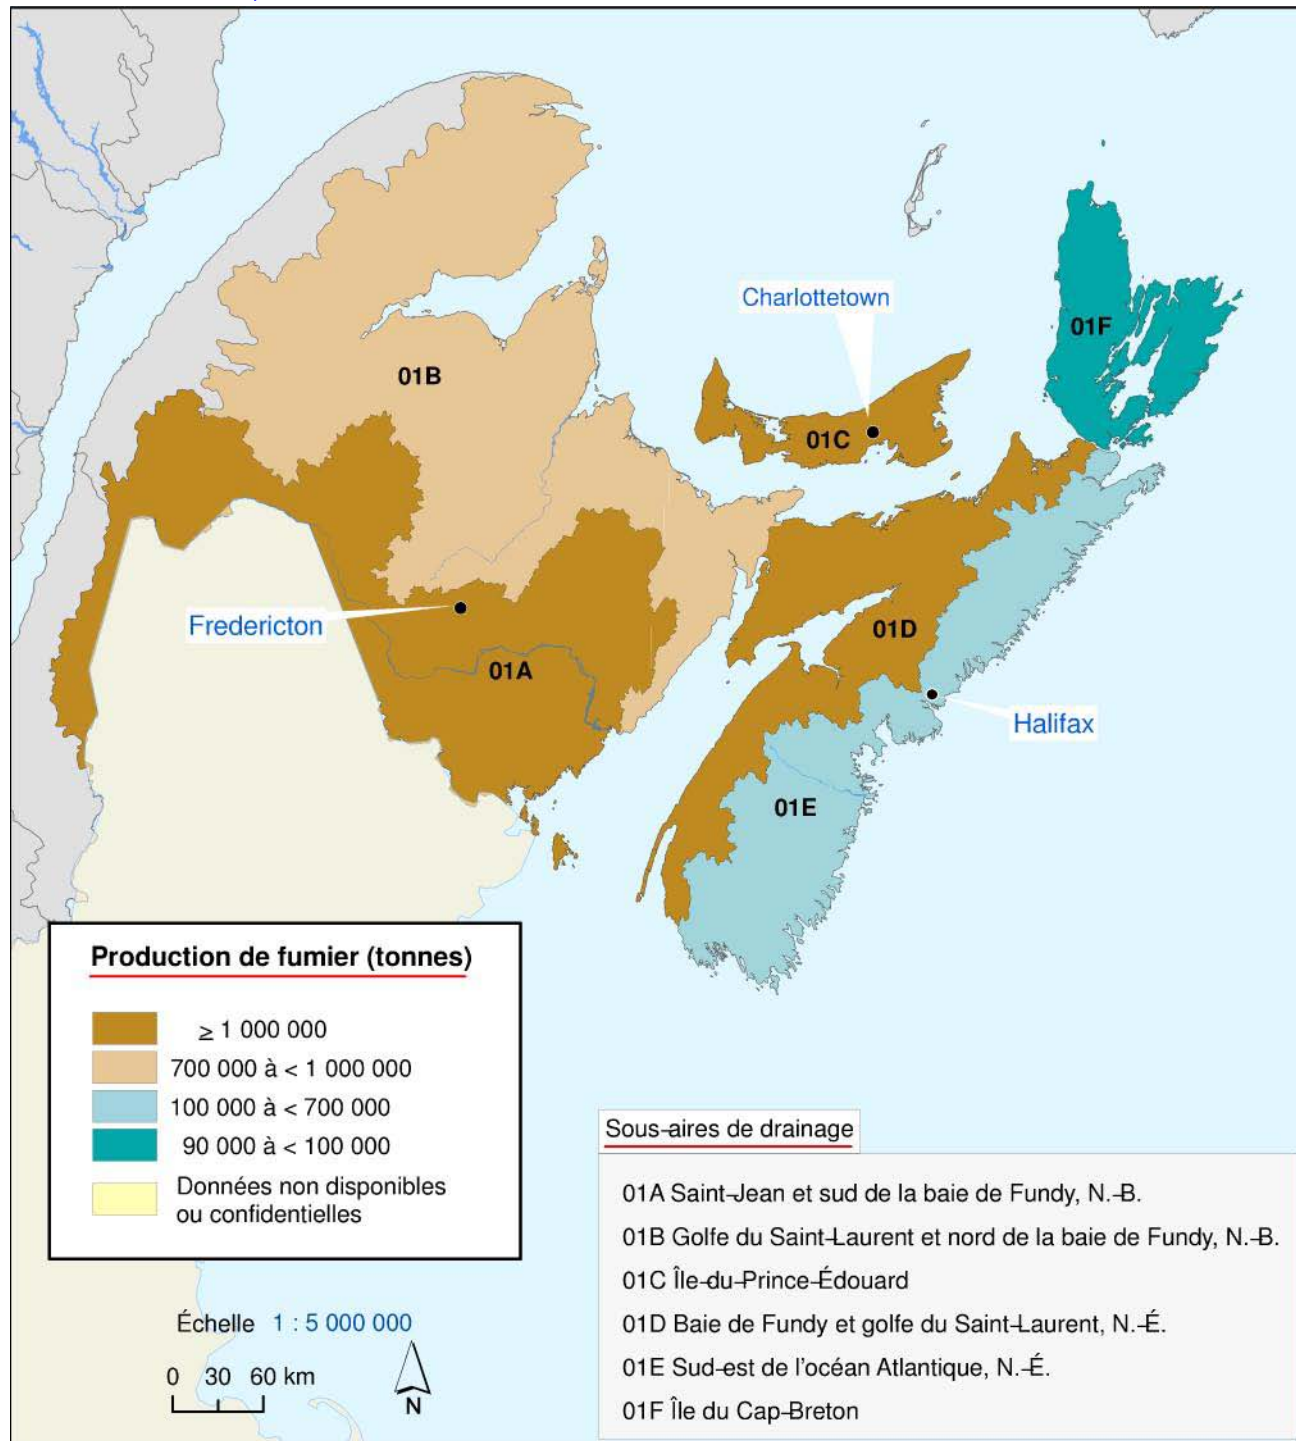 Charlottetown
01F
01B
01C
Fredericton
01D
01A
Halifax
01E
Production de fumier (tonnes)
≥ 1 000 000
700 000 à < 1 000 000
100 000 à < 700 000
90 000 à < 100 000
Données non disponibles
ou confidentielles
Sous-aires de drainage
01A Saint-Jean et sud de la baie de Fundy, N.-B.
01B Golfe du Saint-Laurent et nord de la baie de Fundy, N.-B.
01C Île-du-Prince-Édouard
01D Baie de Fundy et golfe du Saint-Laurent, N.-É.
01E Sud-est de l'océan Atlantique, N.-É.
01F Île du Cap-Breton
Échelle 1 : 5 000 000
0 30 60 km
N